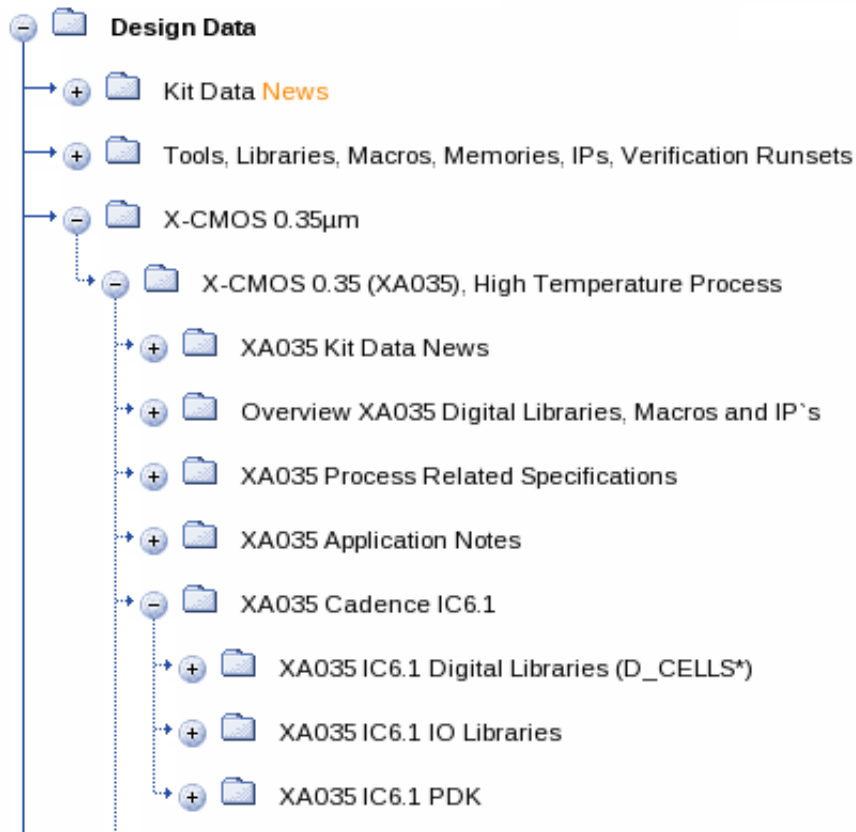 Design Data
Kit Data News
Tools, Libraries, Macros, Memories, IPs, Verification Runsets
X-CMOS 0.35µm
X-CMOS 0.35 (XA035), High Temperature Process
XA035 Kit Data News
Overview XA035 Digital Libraries, Macros and IP`s
XA035 Process Related Specifications
XA035 Application Notes
XA035 Cadence IC6.1
XA035 IC6.1 Digital Libraries (D_CELLS*)
XA035 IC6.1 IO Libraries
XA035 IC6.1 PDK